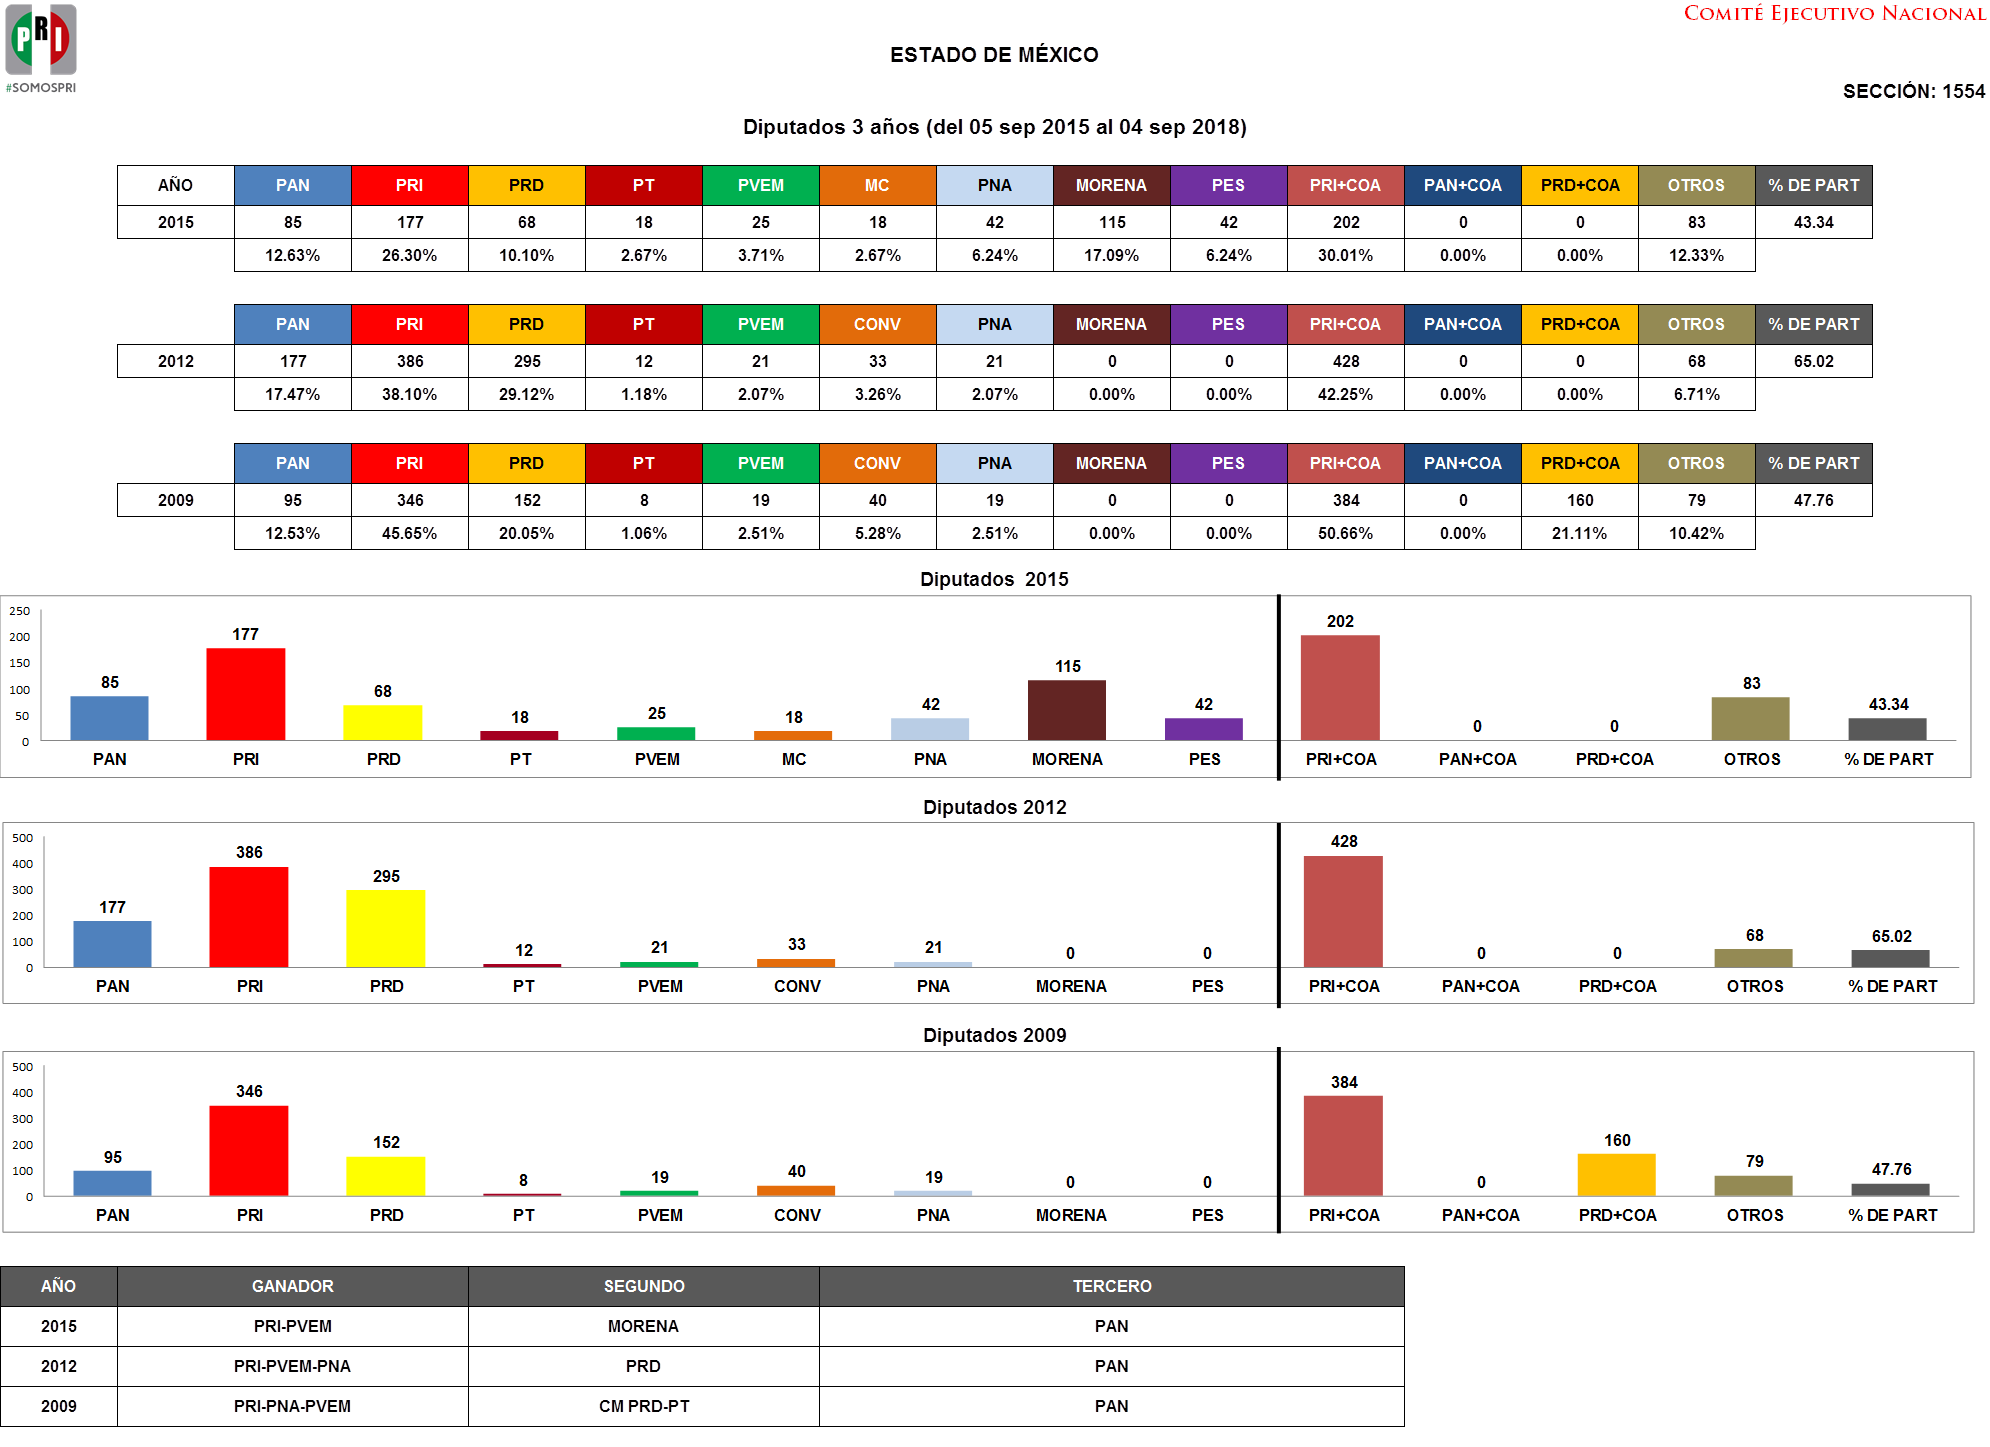 PRI
#SOMOSPRI
COMITÉ EJECUTIVO NACIONAL
ESTADO DE MÉXICO
SECCIÓN: 1554
Diputados 3 años (del 05 sep 2015 al 04 sep 2018)
AÑO PAN PRI PRD PT PVEM MC PNA MORENA PES PRI+COA PAN+COA PRD+COA OTROS % DE PART
2015 85 177 68 18 25 18 42 115 42 202 0 0 83 43.34
12.63% 26.30% 10.10% 2.67% 3.71% 2.67% 6.24% 17.09% 6.24% 30.01% 0.00% 0.00% 12.33%
PAN PRI PRD PT PVEM CONV PNA MORENA PES PRI+COA PAN+COA PRD+COA OTROS % DE PART
2012 177 386 295 12 21 33 21 0 0 428 0 0 68 65.02
17.47% 38.10% 29.12% 1.18% 2.07% 3.26% 2.07% 0.00% 0.00% 42.25% 0.00% 0.00% 6.71%
PAN PRI PRD PT PVEM CONV PNA MORENA PES PRI+COA PAN+COA PRD+COA OTROS % DE PART
2009 95 346 152 8 19 40 19 0 0 384 0 160 79 47.76
12.53% 45.65% 20.05% 1.06% 2.51% 5.28% 2.51% 0.00% 0.00% 50.66% 0.00% 21.11% 10.42%
Diputados 2015
250
200
150
100
50
0
85 177 68 18 25 18 42 115 42 202 0 0 83 43.34
PAN PRI PRD PT PVEM MC PNA MORENA PES PRI+COA PAN+COA PRD+COA OTROS % DE PART
Diputados 2012
500
400
300
200
100
0
177 386 295 12 21 33 21 0 0 428 0 0 68 65.02
PAN PRI PRD PT PVEM CONV PNA MORENA PES PRI+COA PAN+COA PRD+COA OTROS % DE PART
Diputados 2009
500
400
300
200
100
0
95 346 152 8 19 40 19 0 0 384 0 160 79 47.76
PAN PRI PRD PT PVEM CONV PNA MORENA PES PRI+COA PAN+COA PRD+COA OTROS % DE PART
AÑO GANADOR SEGUNDO TERCERO
2015 PRI-PVEM MORENA PAN
2012 PRI-PVEM-PNA PRD PAN
2009 PRI-PNA-PVEM CM PRD-PT PAN